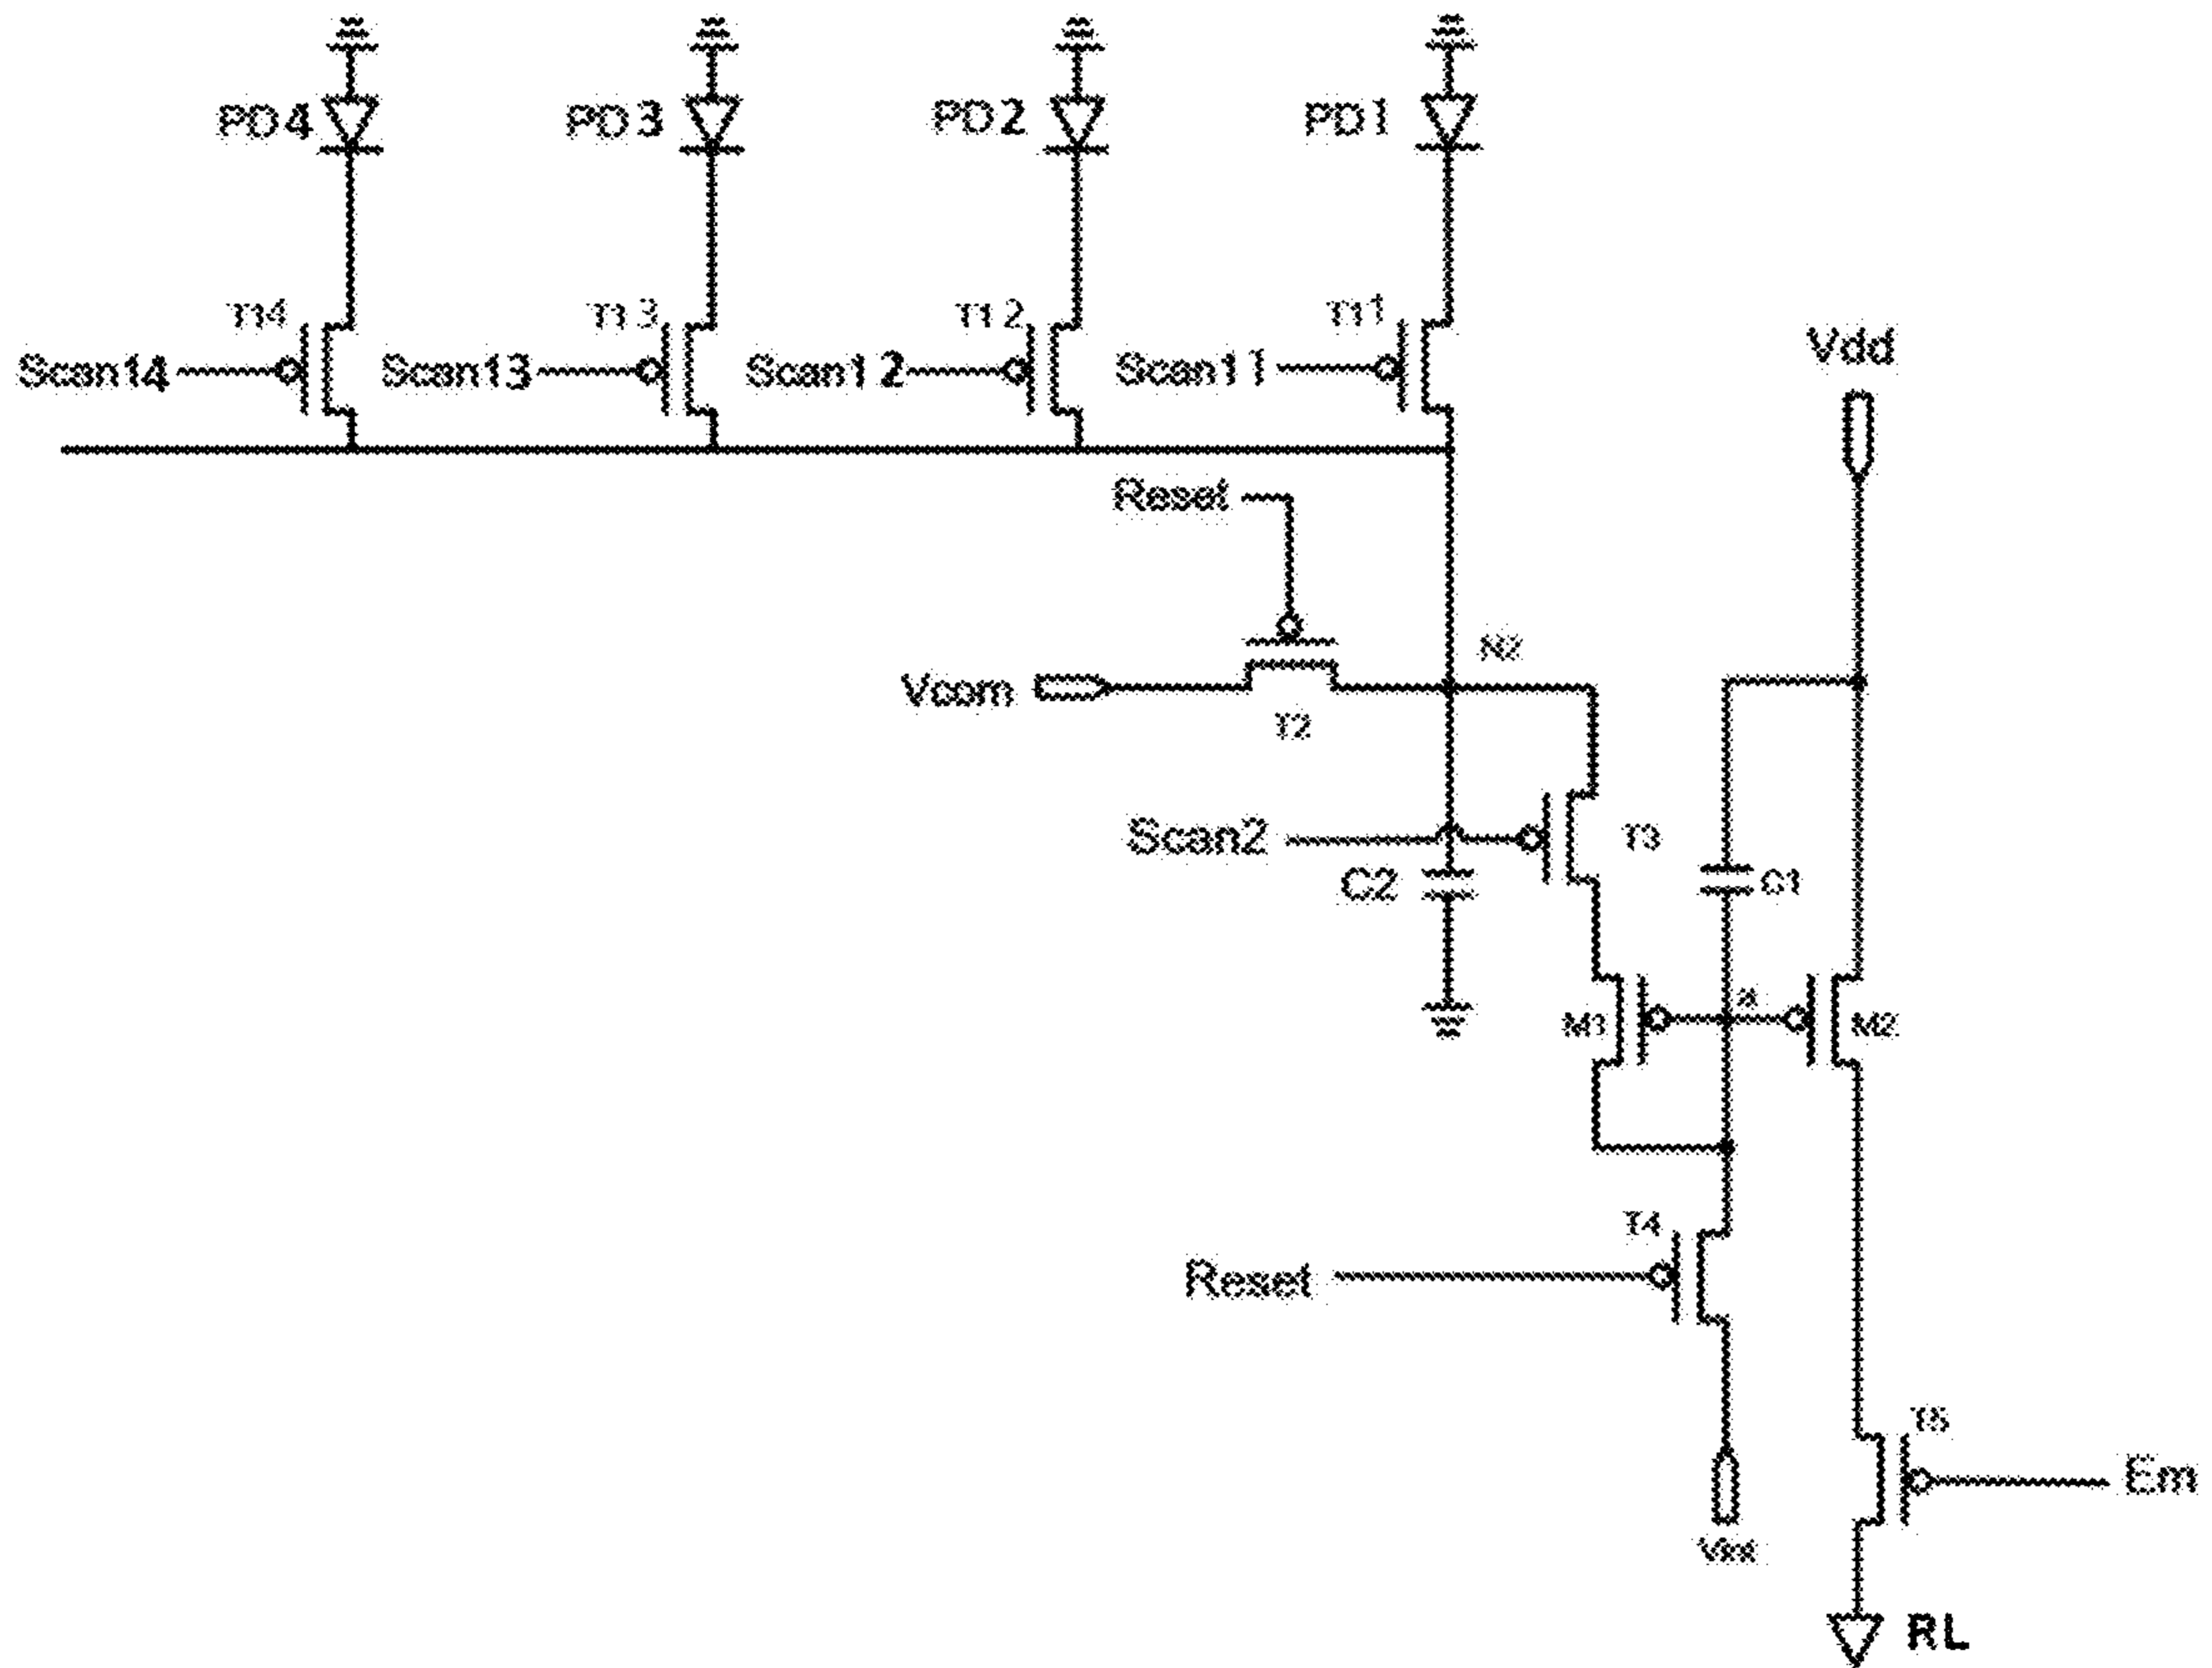 PD4
PD3
PD2
PD1
T14
T13
T12
T11
Scan14
Scan13
Scan12
Scan11
Vdd
Reset
N2
Vcom
T2
Scan2
T3
C2
C1
a
M1
M2
T4
Reset
T5
Em
Vint
RL